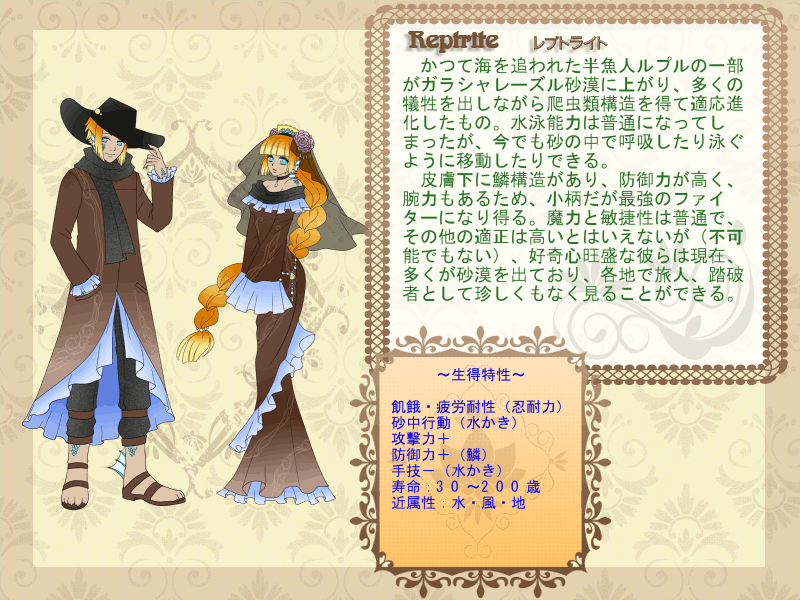 Reptrite レプトライト
かつて海を追われた半魚人ルプルの一部
がガラシャレーズル砂漠に上がり、多くの
犠牲を出しながら爬虫類構造を得て適応進
化したもの。水泳能力は普通になってし
まったが、今でも砂の中で呼吸したり泳ぐ
ように移動したりできる。
皮膚下に鱗構造があり、防御力が高く、
腕力もあるため、小柄だが最強のファイ
ターになり得る。魔力と敏捷性は普通で、
その他の適正は高いとはいえないが（不可
能でもない）、好奇心旺盛な彼らは現在、
多くが砂漠を出ており、各地で旅人、踏破
者として珍しくもなく見ることができる。
～生得特性～
飢餓・疲労耐性（忍耐力）
砂中行動（水かき）
攻撃力＋
防御力＋（鱗）
手技－（水かき）
寿命：３０～２００歳
近属性：水・風・地